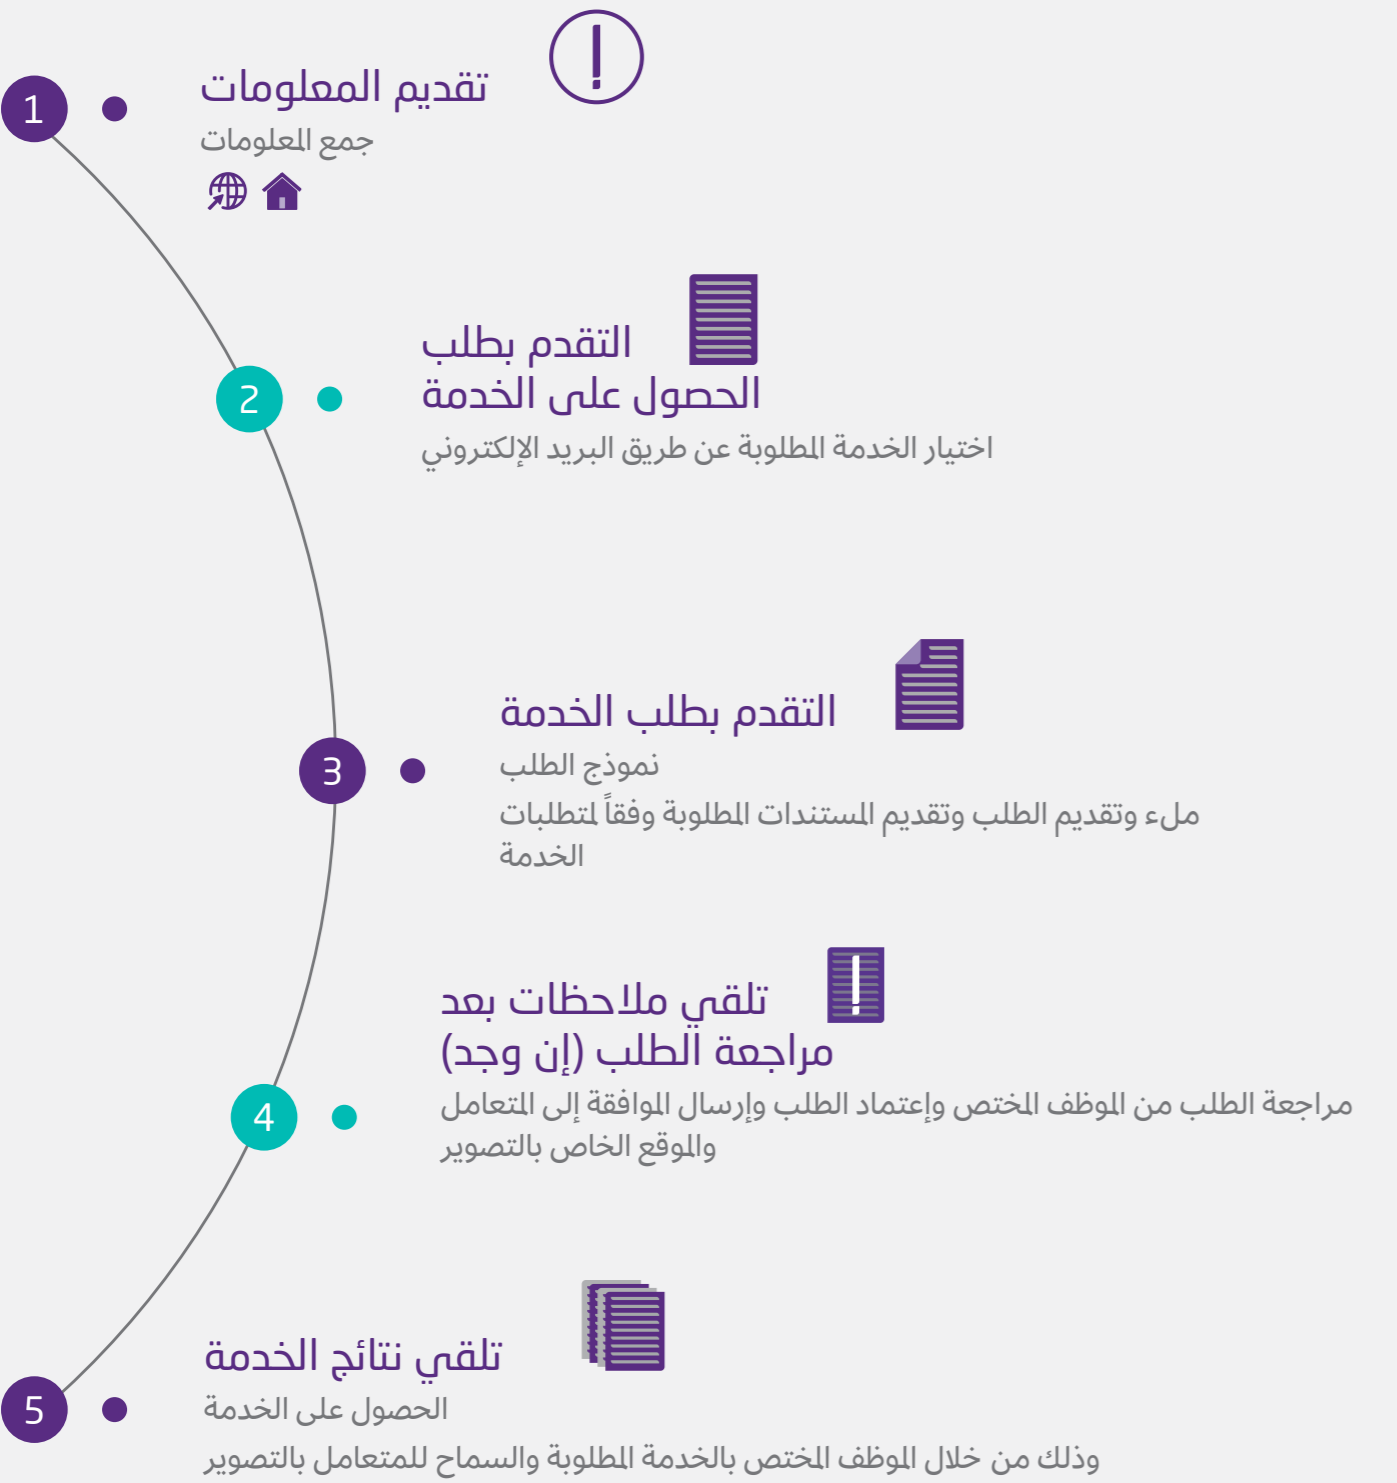 1
تقديم المعلومات
جمع المعلومات
2
التقدم بطلب
الحصول على الخدمة
اختيار الخدمة المطلوبة عن طريق البريد الإلكتروني
3
التقدم بطلب الخدمة
نموذج الطلب
ملء وتقديم الطلب وتقديم المستندات المطلوبة وفقاً لمتطلبات
الخدمة
4
تلقي ملاحظات بعد
مراجعة الطلب (إن وجد)
مراجعة الطلب من الموظف المختص وإعتماد الطلب وإرسال الموافقة إلى المتعامل
والموقع الخاص بالتصوير
5
تلقي نتائج الخدمة
الحصول على الخدمة
وذلك من خلال الموظف المختص بالخدمة المطلوبة والسماح للمتعامل بالتصوير